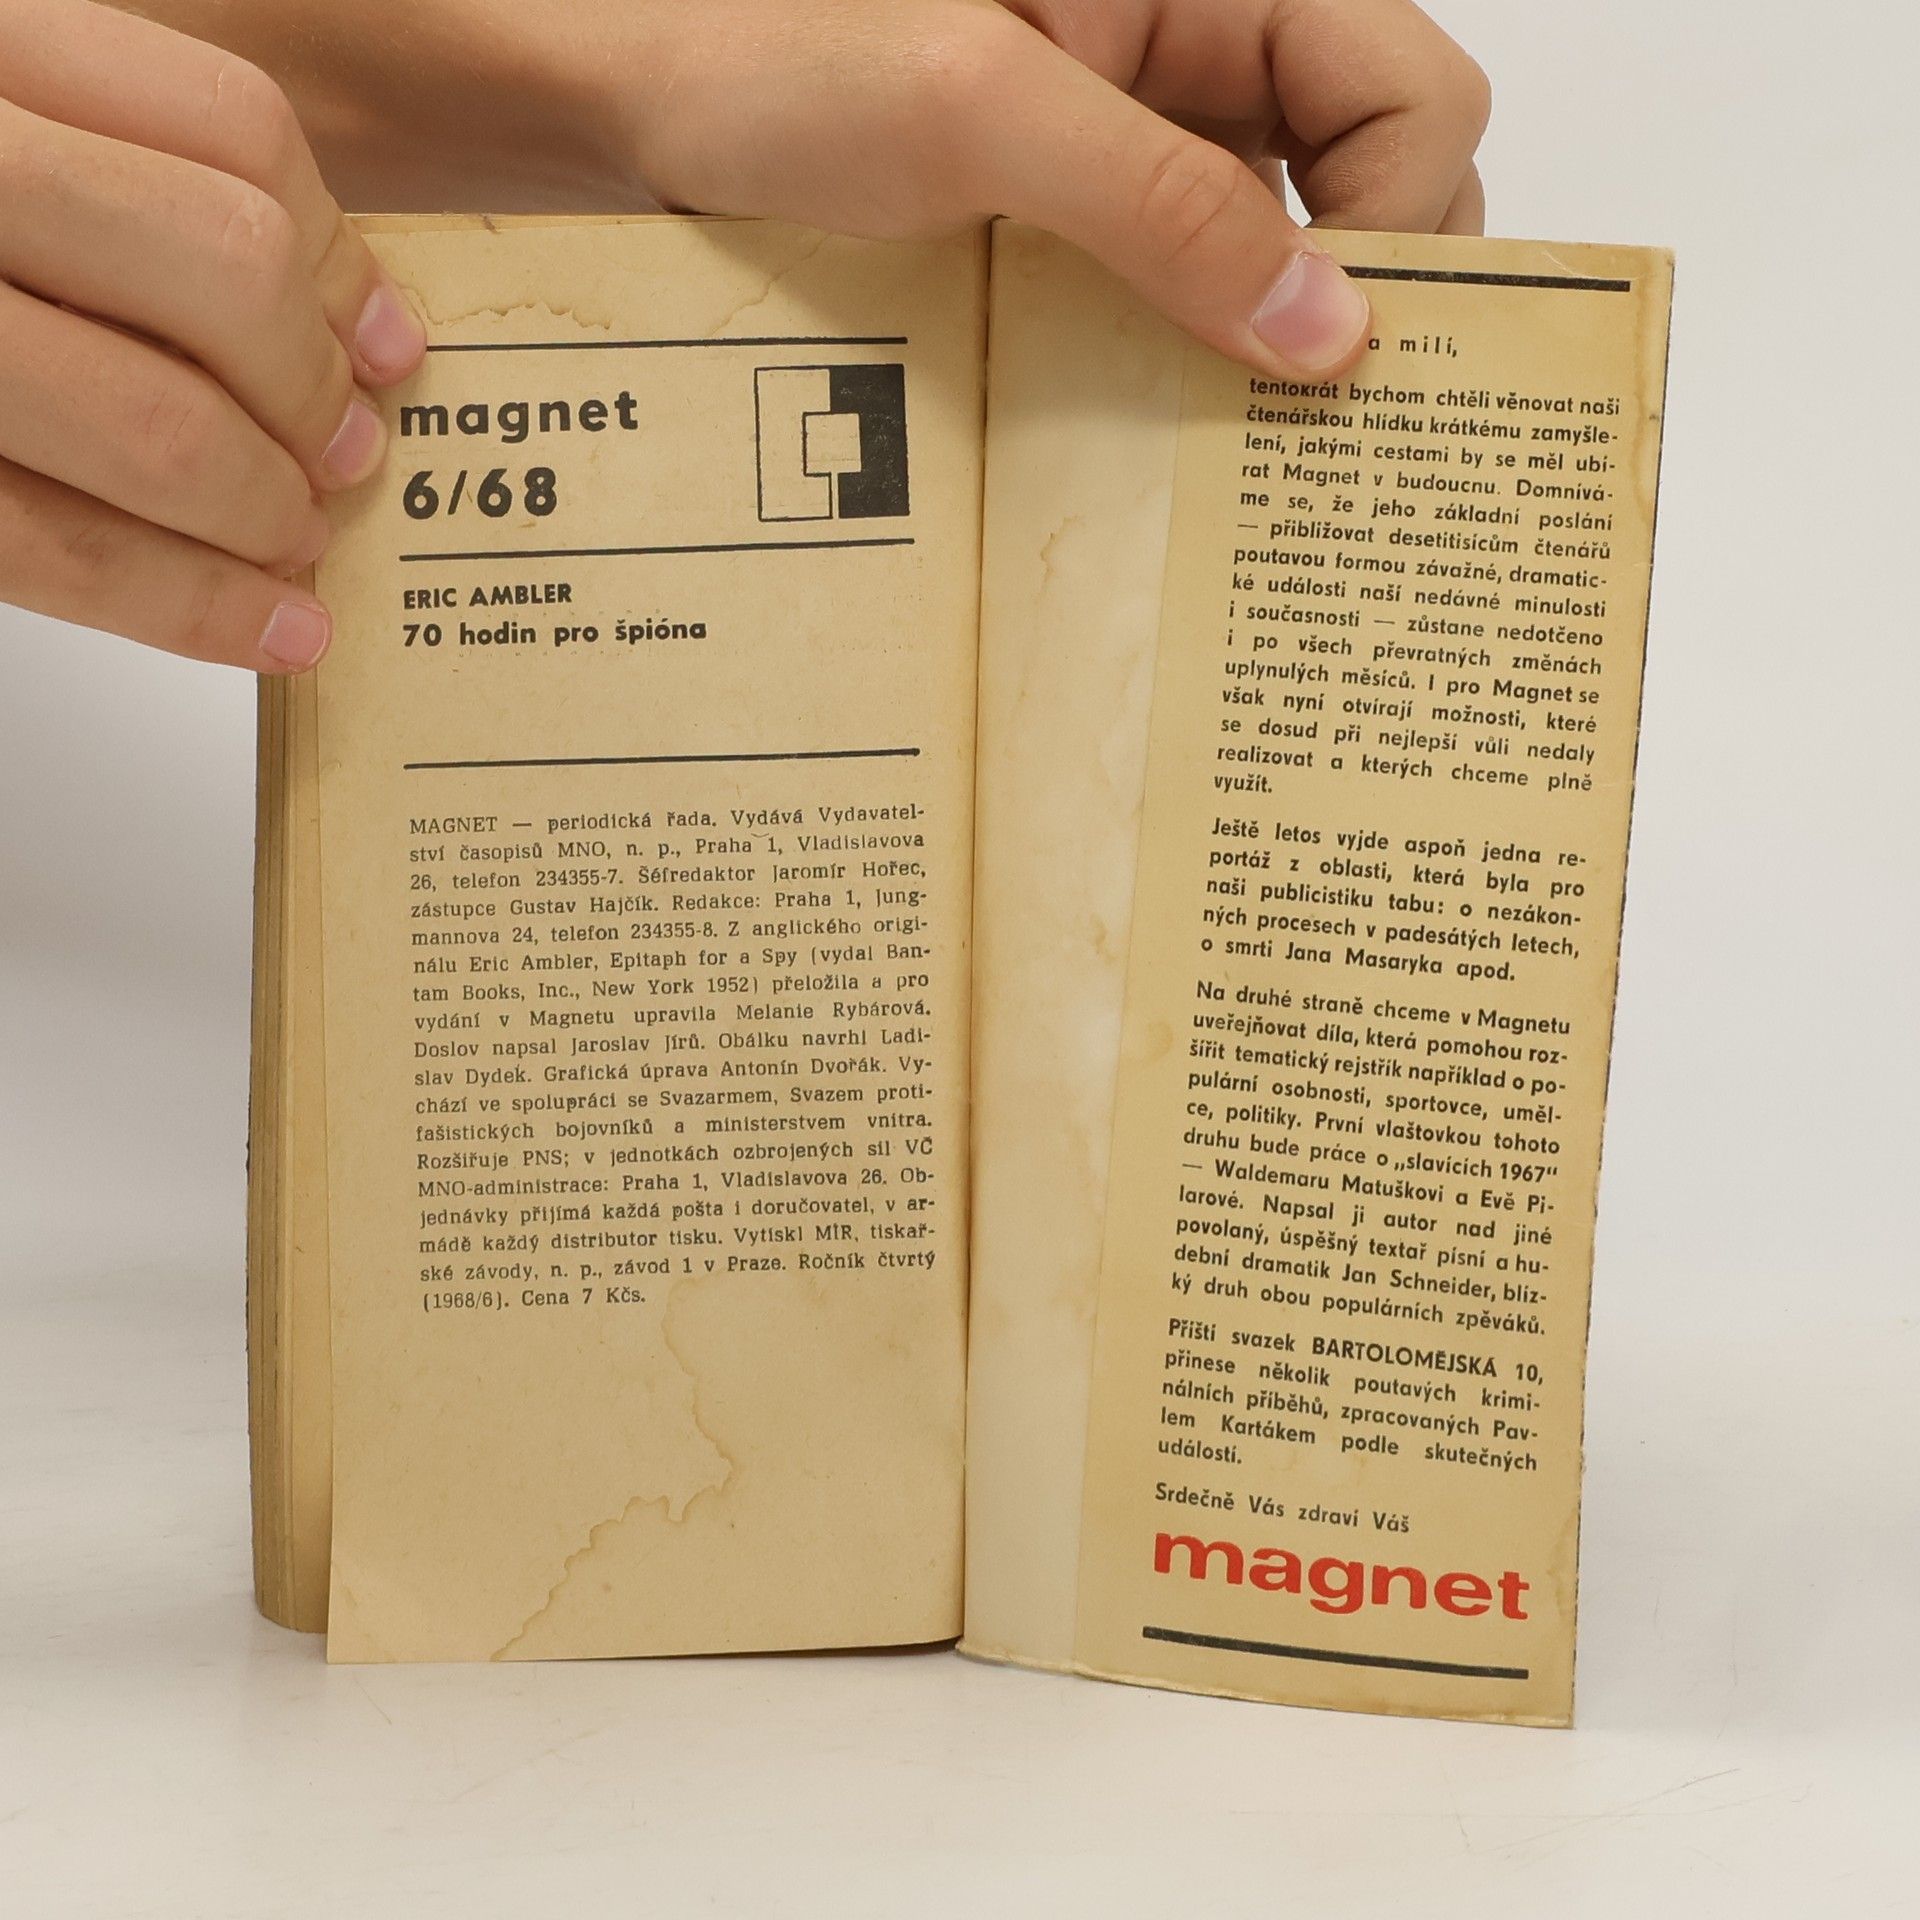 magnet
6/68
ERIC AMBLER
70 hodin pro špióna
MAGNET — periodická řada. Vydává Vydavatel-
ství časopisů MNO, n. p., Praha 1, Vladislavova
26, telefon 234355-7. Šéfredaktor Jaromír Hořec,
zástupce Gustav Hajčík. Redakce: Praha 1, Jung-
mannova 24, telefon 234355-8. Z anglického origi-
nálu Eric Ambler, Epitaph for a Spy (vydal Ban-
tam Books, Inc., New York 1952) přeložila a pro
vydání v Magnetu upravila Melanie Rybárová.
Doslov napsal Jaroslav Jírů. Obálku navrhl Ladi-
slav Dydek. Grafická úprava Antonín Dvořák. Vy-
chází ve spolupráci se Svazarmem, Svazem proti-
fašistických bojovníků a ministerstvem vnitra.
Rozšiřuje PNS; v jednotkách ozbrojených sil VČ
MNO-administrace: Praha 1, Vladislavova 26. Ob-
jednávky přijímá každá pošta i doručovatel, v ar-
mádě každý distributor tisku. Vytiskl MÍR, tiskař-
ské závody, n. p., závod 1 v Praze. Ročník čtvrtý
(1968/6). Cena 7 Kčs.
a milí,
tentokrát bychom chtěli věnovat naši
čtenářskou hlídku krátkému zamyšle-
lení, jakými cestami by se měl ubí-
rat Magnet v budoucnu. Domnívá-
me se, že jeho základní poslání
— přibližovat desetitisícům čtenářů
poutavou formou závažné, dramatic-
ké události naší nedávné minulosti
i současnosti — zůstane nedotčeno
i po všech převratných změnách
uplynulých měsíců. I pro Magnet se
však nyní otvírají možnosti, které
se dosud při nejlepší vůli nedaly
realizovat a kterých chceme plně
využít.
Ještě letos vyjde aspoň jedna re-
portáž z oblasti, která byla pro
naši publicistiku tabu: o nezákon-
ných procesech v padesátých letech,
o smrti Jana Masaryka apod.
Na druhé straně chceme v Magnetu
uveřejňovat díla, která pomohou roz-
šířit tematický rejstřík například o po-
pulární osobnosti, sportovce, uměl-
ce, politiky. První vlaštovkou tohoto
druhu bude práce o „slavících 1967“
— Waldemaru Matuškovi a Evě Pi-
larové. Napsal ji autor nad jiné
povolaný, úspěšný textař písní a hu-
dební dramatik Jan Schneider, blíz-
ký druh obou populárních zpěváků.
Příští svazek BARTOLOMĚJSKÁ 10,
přinese několik poutavých krimi-
nálních příběhů, zpracovaných Pav-
lem Kartákem podle skutečných
událostí.
Srdečně Vás zdraví Váš
magnet